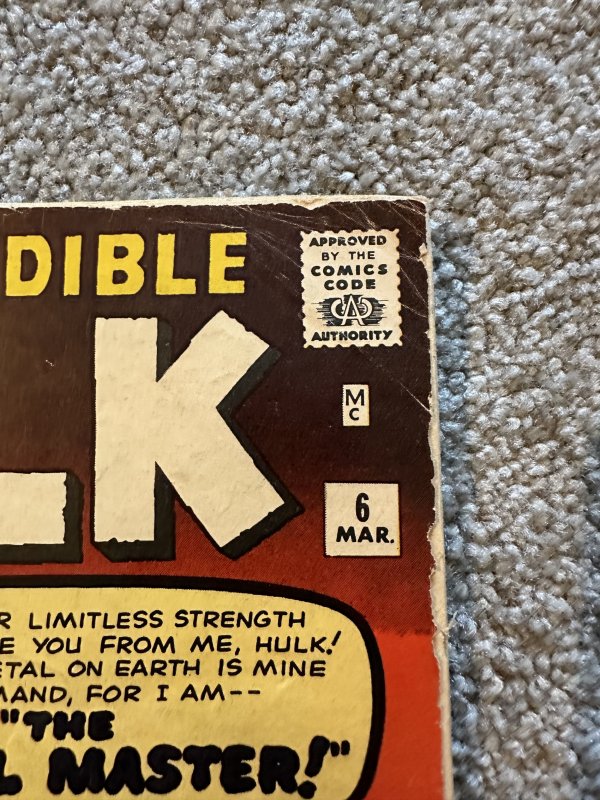 DIBLE
APPROVED
BY THE
COMICS
CODE
CA
AUTHORITY
LK
M
C
6
MAR.
R LIMITLESS STRENGTH
E YOU FROM ME, HULK!
ETAL ON EARTH IS MINE
MAND, FOR I AM--
"THE
L MASTER!"